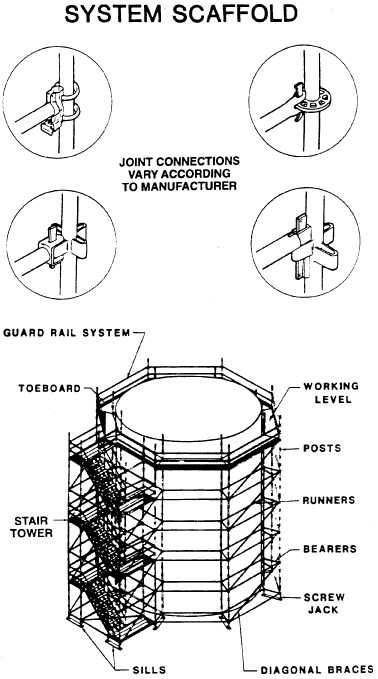 SYSTEM SCAFFOLD
JOINT CONNECTIONS
VARY ACCORDING
TO MANUFACTURER
GUARD RAIL SYSTEM
TOEBOARD
WORKING
LEVEL
POSTS
RUNNERS
STAIR
TOWER
BEARERS
SCREW
JACK
SILLS
DIAGONAL BRACES